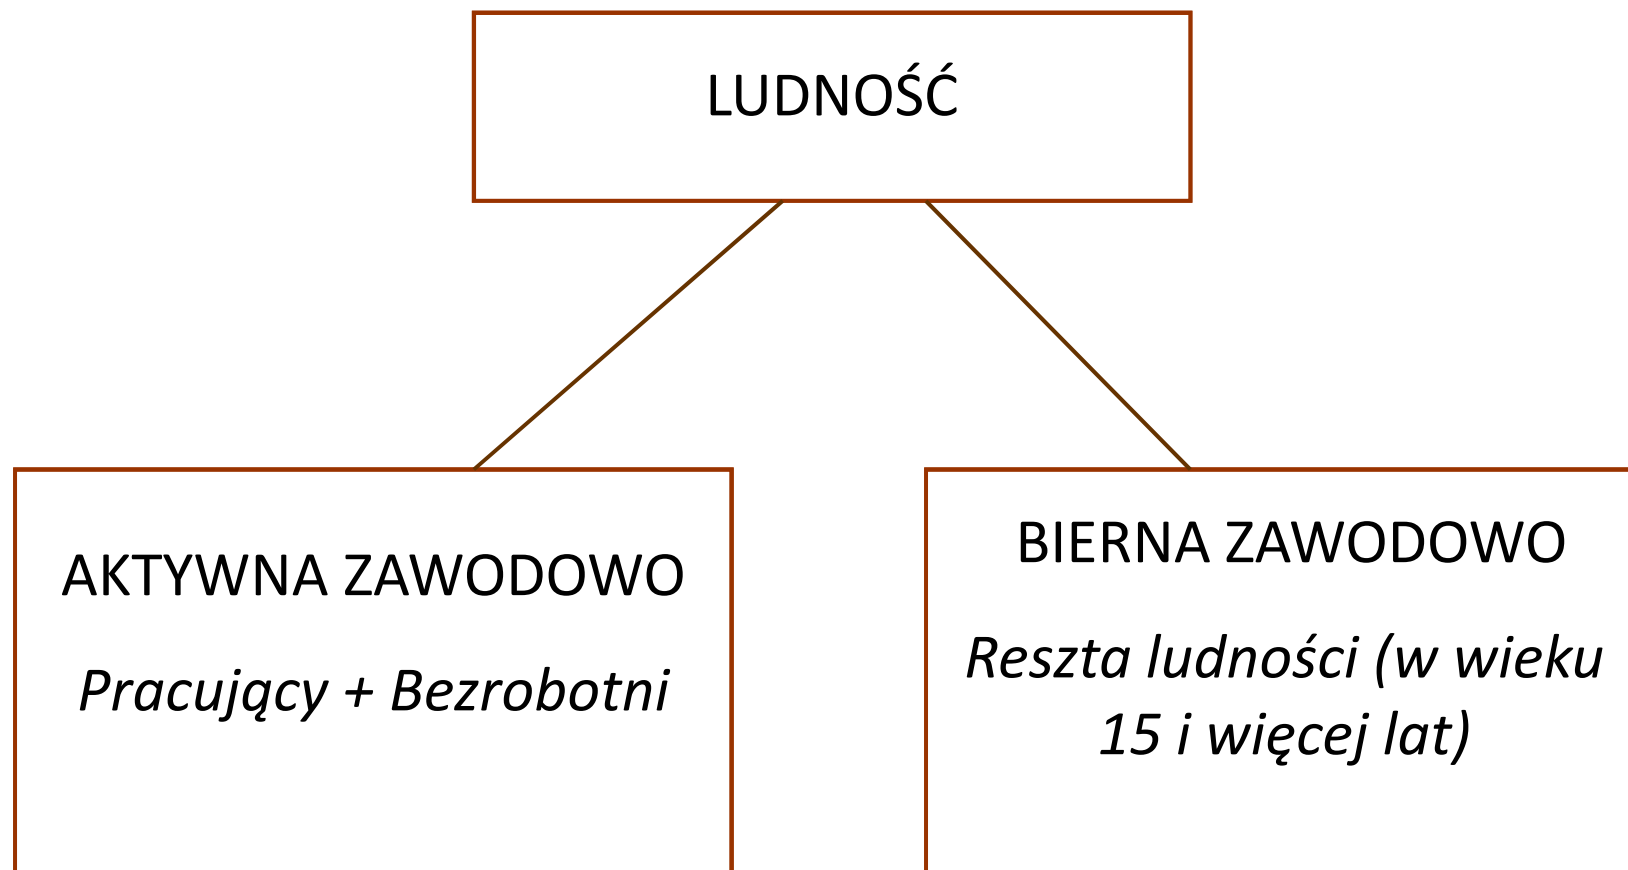 LUDNOŚĆ
AKTYWNA ZAWODOWO
Pracujący + Bezrobotni
BIERNA ZAWODOWO
Reszta ludności (w wieku
15 i więcej lat)